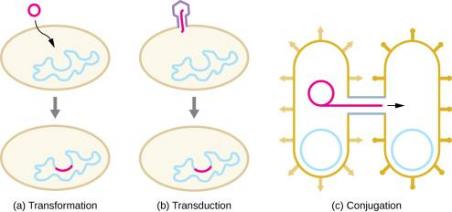 (a) Transformation
(b) Transduction
(c) Conjugation